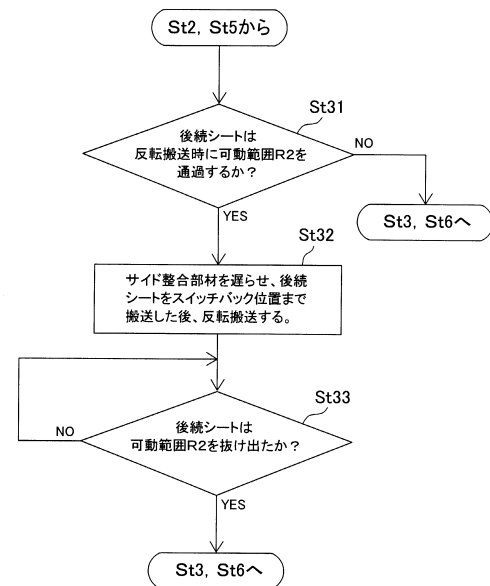 St2, St5から
St31
後続シートは
反転搬送時に可動範囲R2を
通過するか？
NO
YES
St3, St6へ
St32
サイド整合部材を遅らせ、後続
シートをスイッチバック位置まで
搬送した後、反転搬送する。
St33
後続シートは
可動範囲R2を抜け出たか？
NO
YES
St3, St6へ